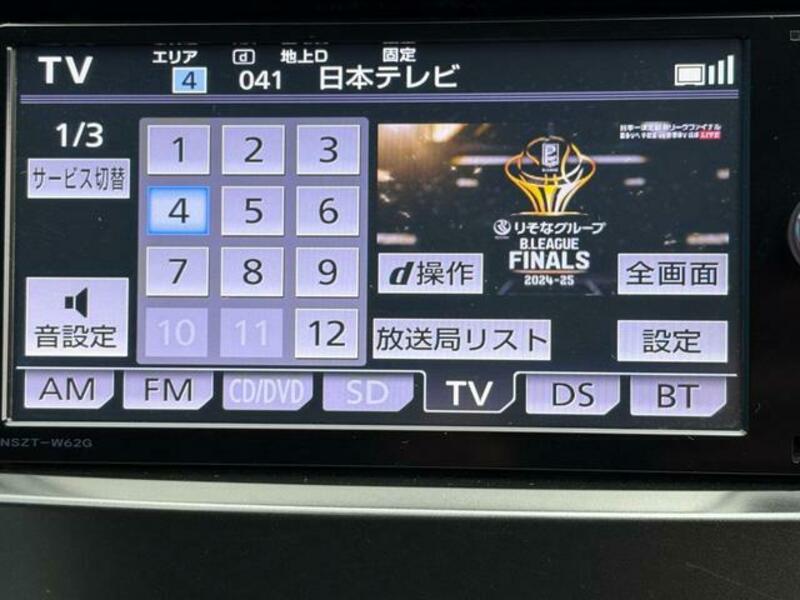 TV
エリア
4
d 地上D 固定
041 日本テレビ
1/3
サービス切替
1 2 3
4 5 6
7 8 9
10 11 12
音設定
LIVE
りそなグループ
B.LEAGUE
FINALS
2024-25
d操作
全画面
放送局リスト
設定
AM FM CD/DVD SD TV DS BT
NSZT-W62G